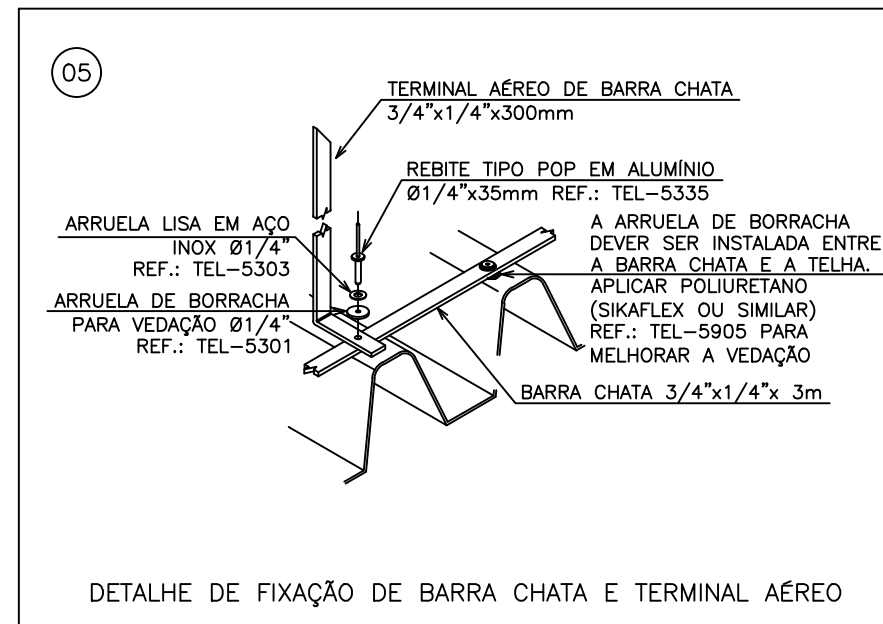 05
TERMINAL AÉREO DE BARRA CHATA
3/4"x1/4"x300mm
REBITE TIPO POP EM ALUMÍNIO
Ø1/4"x35mm REF.: TEL-5335
ARRUELA LISA EM AÇO
INOX Ø1/4"
REF.: TEL-5303
ARRUELA DE BORRACHA
PARA VEDAÇÃO Ø1/4"
REF.: TEL-5301
A ARRUELA DE BORRACHA
DEVER SER INSTALADA ENTRE
A BARRA CHATA E A TELHA.
APLICAR POLIURETANO
(SIKAFLEX OU SIMILAR)
REF.: TEL-5905 PARA
MELHORAR A VEDAÇÃO
BARRA CHATA 3/4"x1/4"x 3m
DETALHE DE FIXAÇÃO DE BARRA CHATA E TERMINAL AÉREO